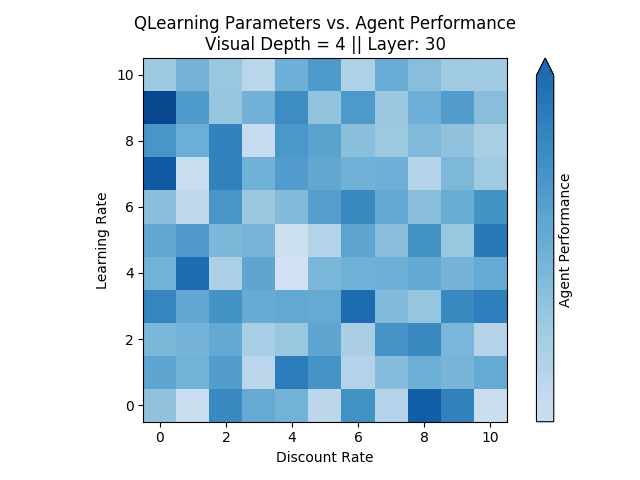 QLearning Parameters vs. Agent Performance
Visual Depth = 4 || Layer: 30
10
8
6
4
2
0
Learning Rate
0 2 4 6 8 10
Discount Rate
Agent Performance